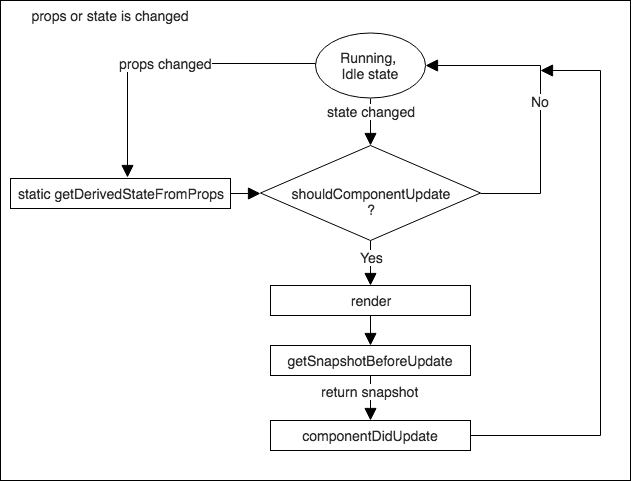 props or state is changed
Running,
Idle state
props changed
state changed
No
static getDerivedStateFromProps
shouldComponentUpdate
?
Yes
render
getSnapshotBeforeUpdate
return snapshot
componentDidUpdate